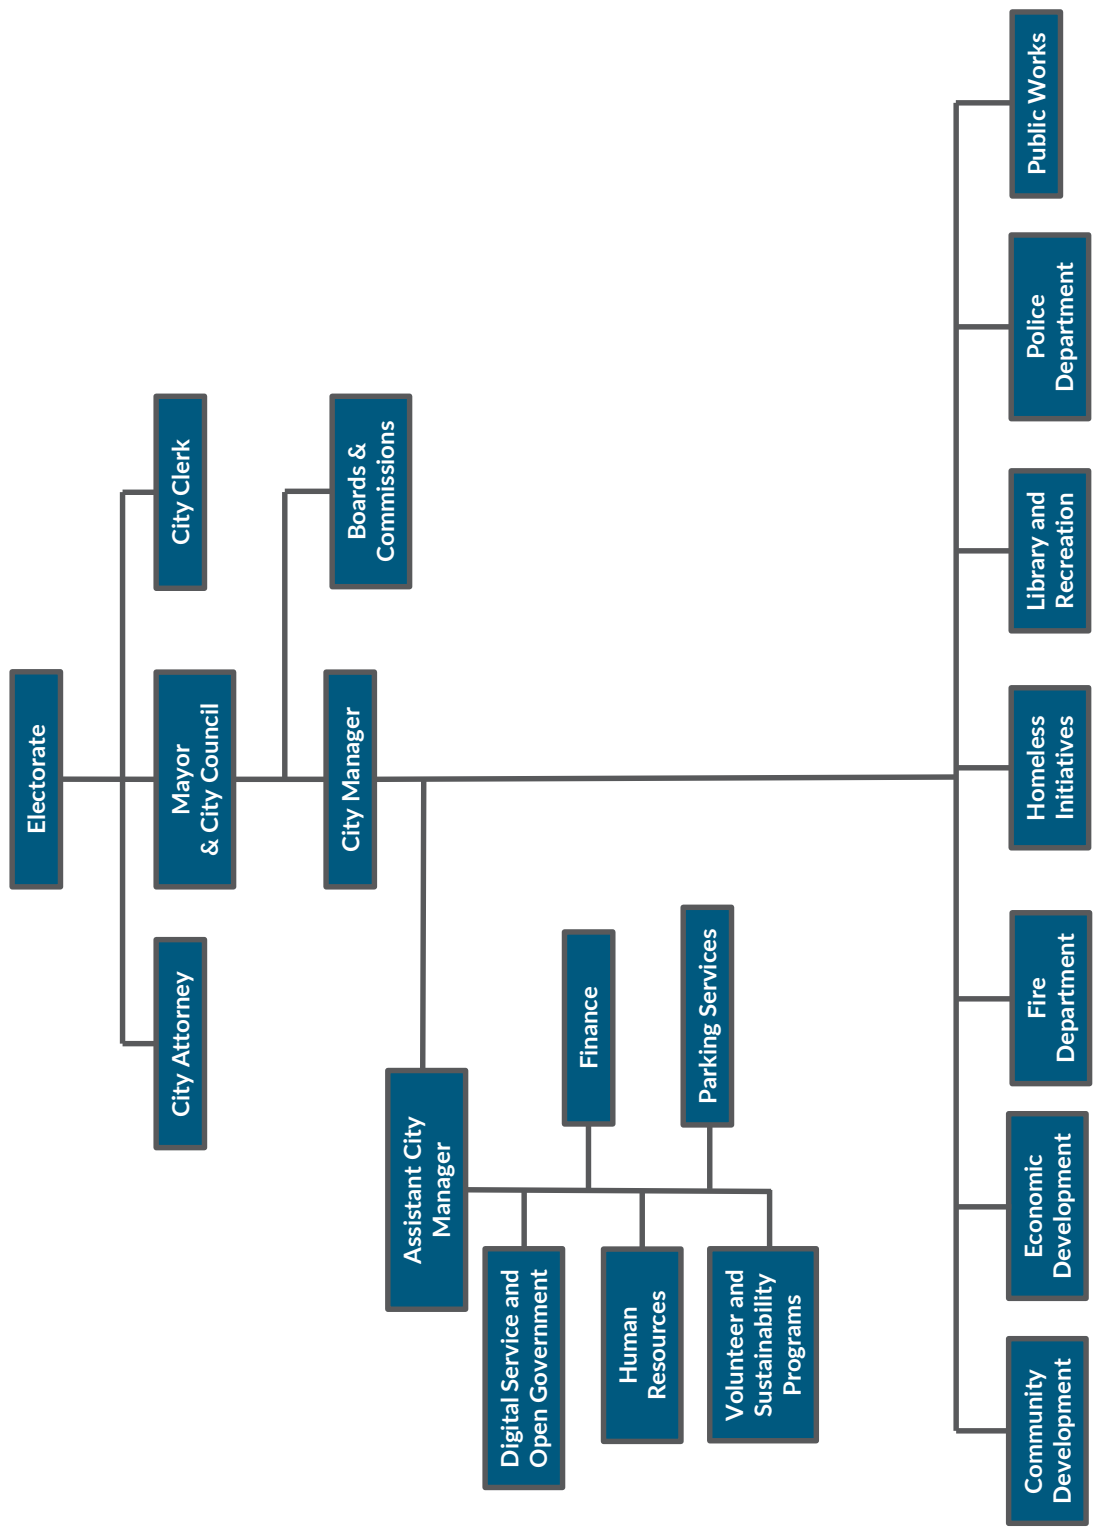 Electorate
City Attorney
Mayor
& City Council
City Clerk
City Manager
Boards &
Commissions
Assistant City
Manager
Digital Service and
Open Government
Finance
Human
Resources
Parking Services
Volunteer and
Sustainability
Programs
Community
Development
Economic
Development
Fire
Department
Homeless
Initiatives
Library and
Recreation
Police
Department
Public Works